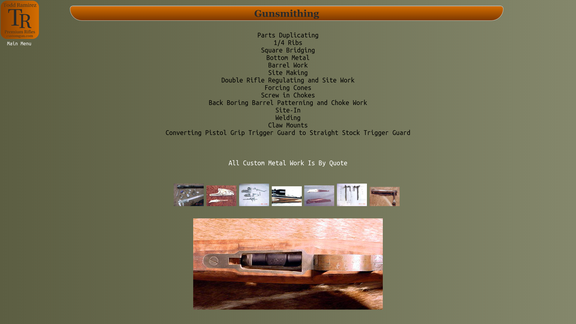 Gunsmithing
TR
Main Menu
Parts Duplicating
1/4 Ribs
Square Bridging
Bottom Metal
Barrel Work
Site Making
Double Rifle Regulating and Site Work
Forcing Cones
Screw in Chokes
Back Boring Barrel Patterning and Choke Work
Site-In
Welding
Claw Mounts
Converting Pistol Grip Trigger Guard to Straight Stock Trigger Guard
All Custom Metal Work Is By Quote